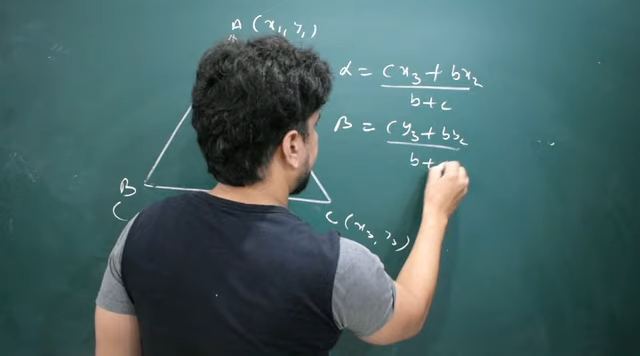 A (x₁, y₁)
α = cx₃ + bx₂
b + c
β = cy₃ + by₂
b +
B
(
C (x₃, y₃)